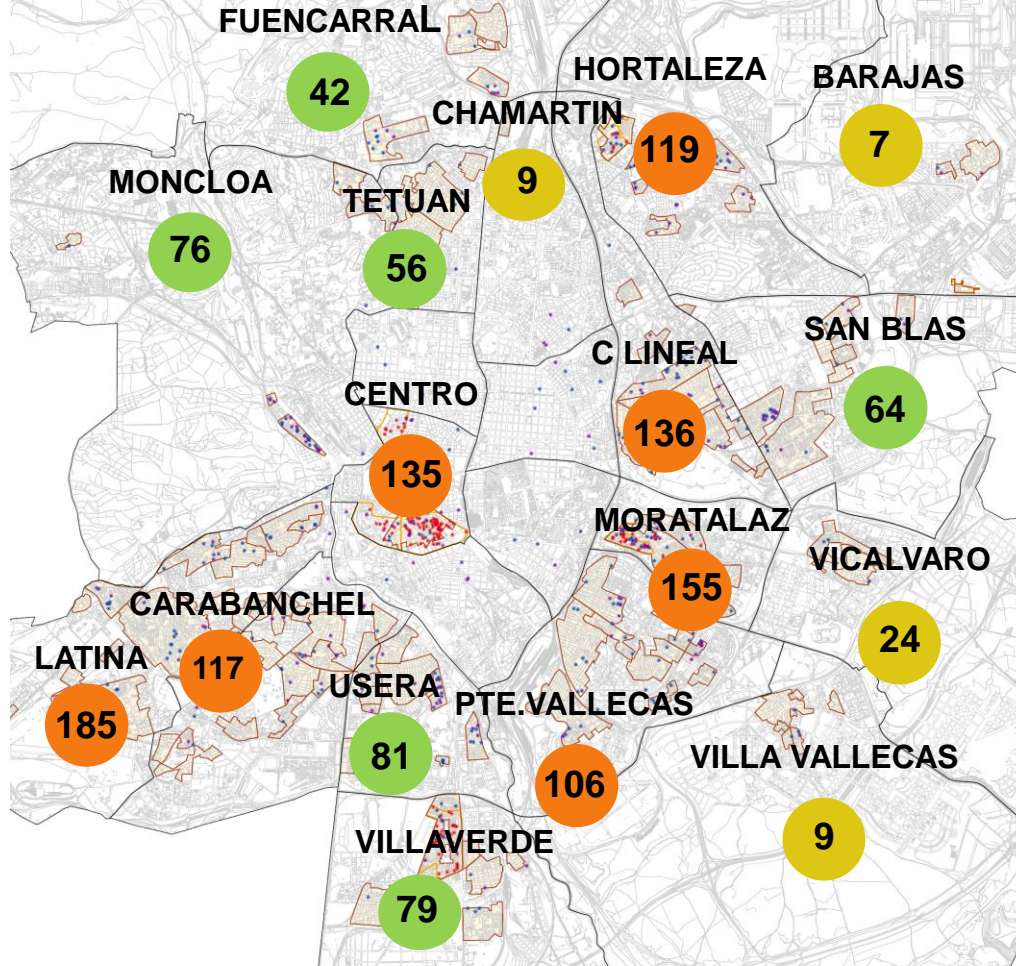 FUENCARRAL
42
HORTALEZA
119
BARAJAS
7
CHAMARTIN
9
MONCLOA
76
TETUAN
56
SAN BLAS
64
C LINEAL
136
CENTRO
135
MORATALAZ
155
VICALVARO
24
CARABANCHEL
117
LATINA
185
USERA
81
PTE.VALLECAS
106
VILLA VALLECAS
9
VILLAVERDE
79